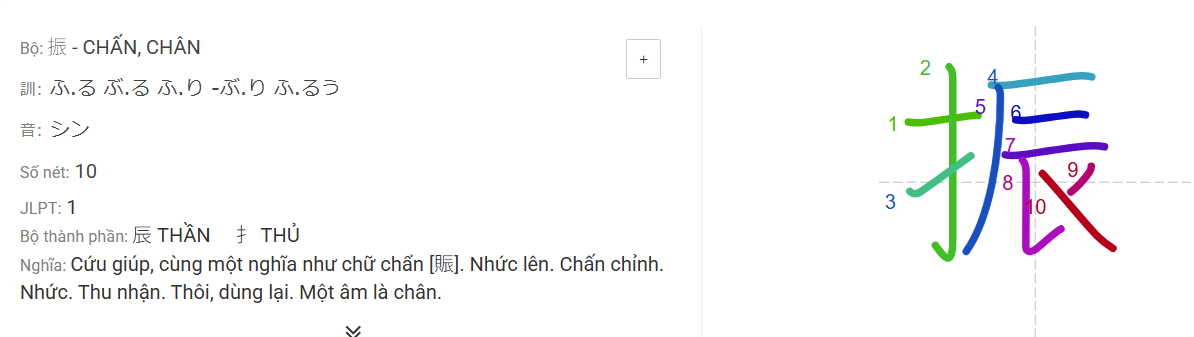 Bộ: 振 - CHẤN, CHÂN
+
訓: ふ.る ぶ.る ふ.り -ぶ.り ふ.るう
音: シン
Số nét: 10
JLPT: 1
Bộ thành phần: 辰 THẦN 扌 THỦ
Nghĩa: Cứu giúp, cùng một nghĩa như chữ chẩn [賑]. Nhức lên. Chấn chỉnh.
Nhức. Thu nhận. Thôi, dùng lại. Một âm là chân.
1
2
3
4
5
6
7
8
9
10